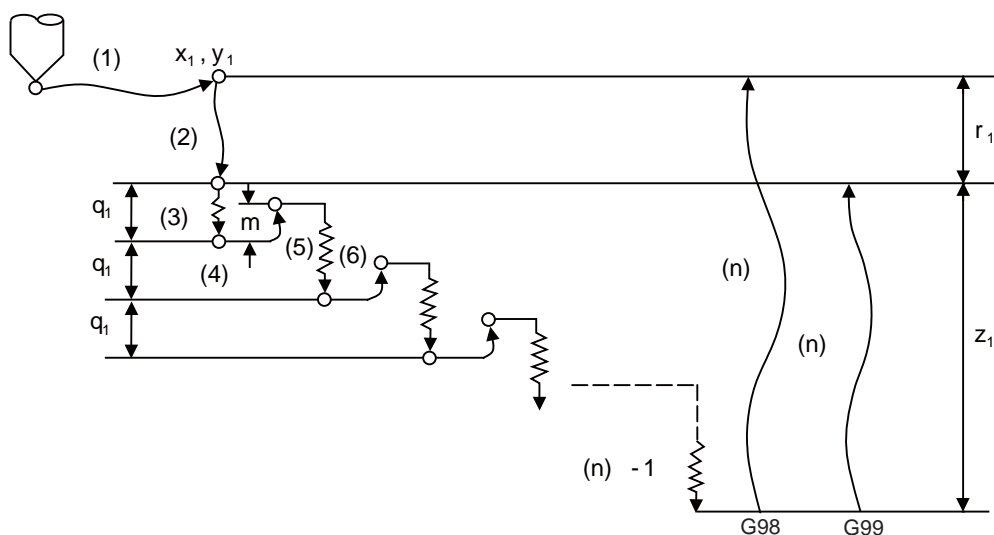 (1)
x₁ , y₁
(2)
r₁
q₁
(3)
m
(4)
(5)
(6)
q₁
q₁
(n)
(n)
z₁
(n) - 1
G98
G99